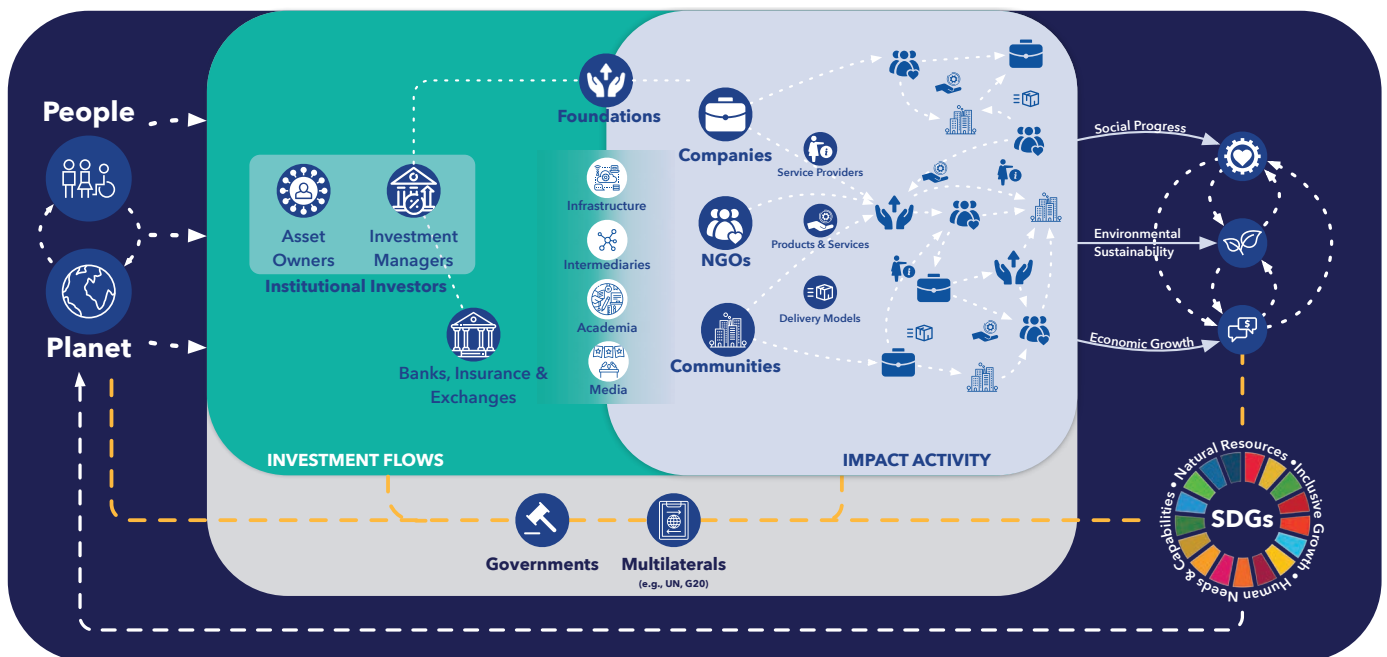 People
Planet
Foundations
Asset
Owners
Investment
Managers
Institutional Investors
Banks, Insurance &
Exchanges
Infrastructure
Intermediaries
Academia
Media
Companies
NGOs
Communities
Service Providers
Products & Services
Delivery Models
INVESTMENT FLOWS
IMPACT ACTIVITY
Governments
Multilaterals
(e.g., UN, G20)
Social Progress
Environmental
Sustainability
Economic Growth
$
SDGs
Natural Resources • Inclusive Growth • Human Needs & Capabilities •